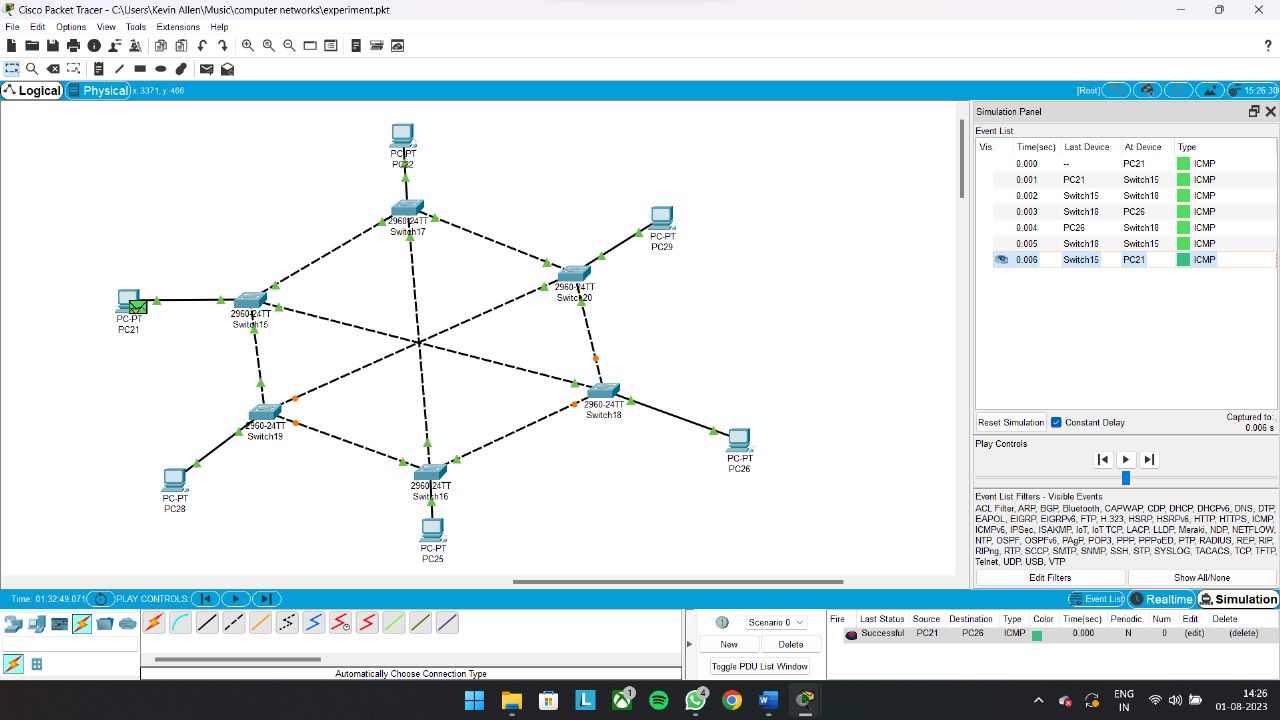 Cisco Packet Tracer - C:\Users\Kevin Allen\Music\computer networks\experiment.pkt
File Edit Options View Tools Extensions Help
?
Logical Physical x: 3371, y: 466 [Root] 15:26:30
PC-PT
PC22
2960-24TT
Switch17
PC-PT
PC29
2960-24TT
Switch20
PC-PT
PC21
2960-24TT
Switch15
2960-24TT
Switch18
2960-24TT
Switch19
PC-PT
PC26
2960-24TT
Switch16
PC-PT
PC28
PC-PT
PC25
Simulation Panel
Event List
Vis. Time(sec) Last Device At Device Type
0.000 -- PC21 ICMP
0.001 PC21 Switch15 ICMP
0.002 Switch15 Switch18 ICMP
0.003 Switch18 PC26 ICMP
0.004 PC26 Switch18 ICMP
0.005 Switch18 Switch15 ICMP
0.006 Switch15 PC21 ICMP
Reset Simulation Constant Delay Captured to:
0.006 s
Play Controls
Event List Filters - Visible Events
ACL Filter, ARP, BGP, Bluetooth, CAPWAP, CDP, DHCP, DHCPv6, DNS, DTP,
EAPOL, EIGRP, EIGRPv6, FTP, H.323, HSRP, HSRPv6, HTTP, HTTPS, ICMP,
ICMPv6, IPSec, ISAKMP, IoT, IoT TCP, LACP, LLDP, Meraki, NDP, NETFLOW,
NTP, OSPF, OSPFv6, PAgP, POP3, PPP, PPPoED, PTP, RADIUS, REP, RIP,
RIPng, RTP, SCCP, SMTP, SNMP, SSH, STP, SYSLOG, TACACS, TCP, TFTP,
Telnet, UDP, USB, VTP
Edit Filters Show All/None
Time: 01:32:49.071 PLAY CONTROLS: Event List Realtime Simulation
Automatically Choose Connection Type
Scenario 0
New Delete
Toggle PDU List Window
Fire Last Status Source Destination Type Color Time(sec) Periodic Num Edit Delete
Successful PC21 PC26 ICMP 0.000 N 0 (edit) (delete)
L 1 4 W
ENG
IN
14:26
01-08-2023